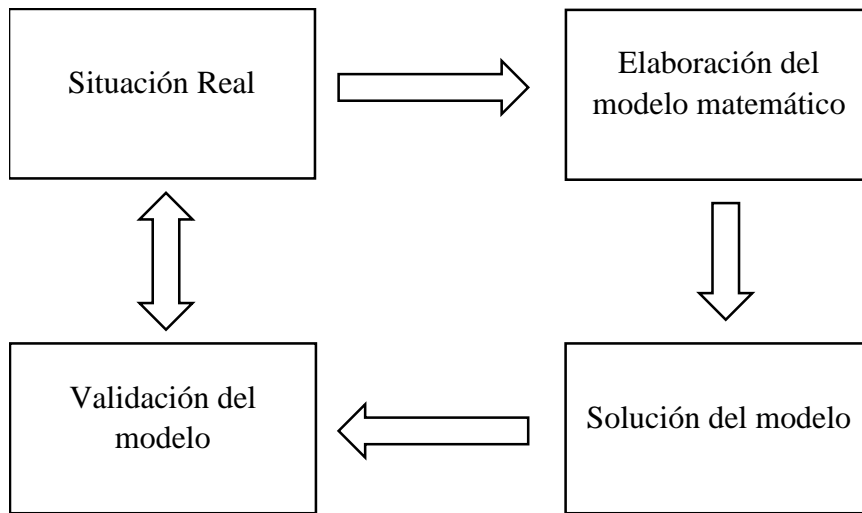 Situación Real
Elaboración del
modelo matemático
Validación del
modelo
Solución del modelo